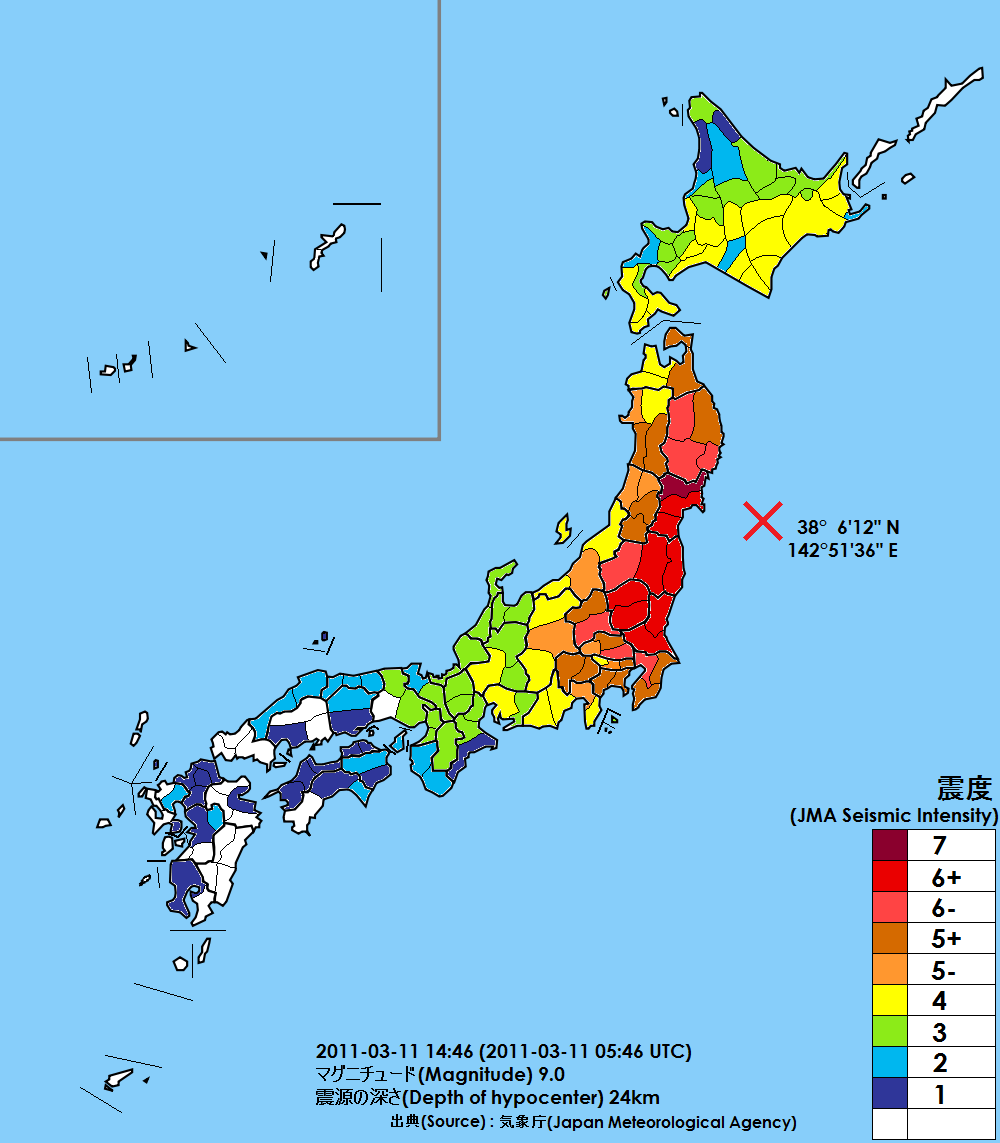 38° 6'12" N
142°51'36" E
震度
(JMA Seismic Intensity)
7
6+
6-
5+
5-
4
3
2
1
2011-03-11 14:46 (2011-03-11 05:46 UTC)
マグニチュード(Magnitude) 9.0
震源の深さ(Depth of hypocenter) 24km
出典(Source) : 気象庁(Japan Meteorological Agency)